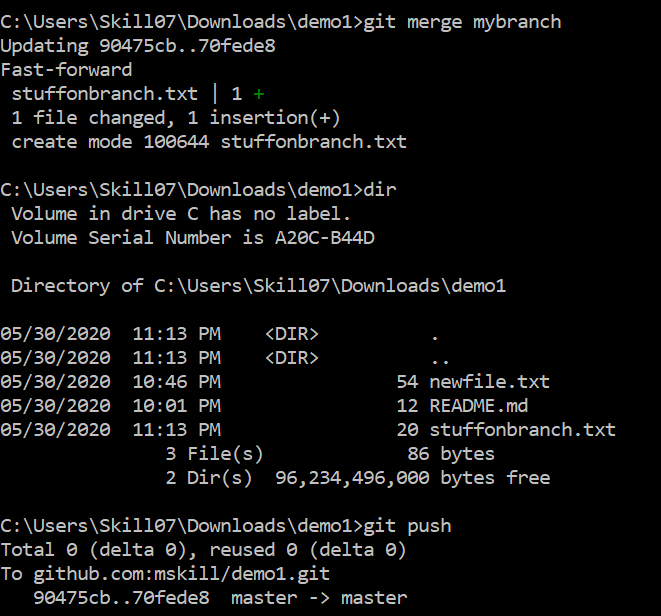 C:\Users\Skill07\Downloads\demo1>git merge mybranch
Updating 90475cb..70fede8
Fast-forward
 stuffonbranch.txt | 1 +
 1 file changed, 1 insertion(+)
 create mode 100644 stuffonbranch.txt
C:\Users\Skill07\Downloads\demo1>dir
 Volume in drive C has no label.
 Volume Serial Number is A20C-B44D
 Directory of C:\Users\Skill07\Downloads\demo1
05/30/2020  11:13 PM    <DIR>          .
05/30/2020  11:13 PM    <DIR>          ..
05/30/2020  10:46 PM                54 newfile.txt
05/30/2020  10:01 PM                12 README.md
05/30/2020  11:13 PM                20 stuffonbranch.txt
               3 File(s)             86 bytes
               2 Dir(s)  96,234,496,000 bytes free
C:\Users\Skill07\Downloads\demo1>git push
Total 0 (delta 0), reused 0 (delta 0)
To github.com:mskill/demo1.git
   90475cb..70fede8  master -> master